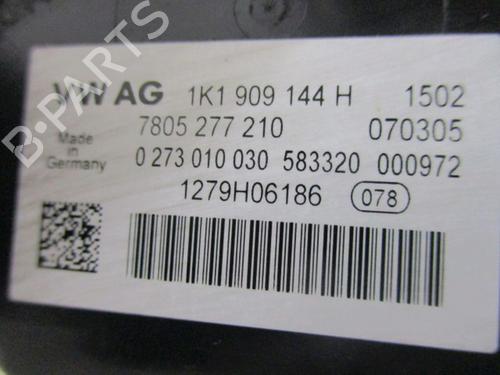 VW AG 1K1 909 144 H 1502
7805 277 210 070305
Made in Germany
0 273 010 030 583320 000972
1279H06186 078
B-PARTS